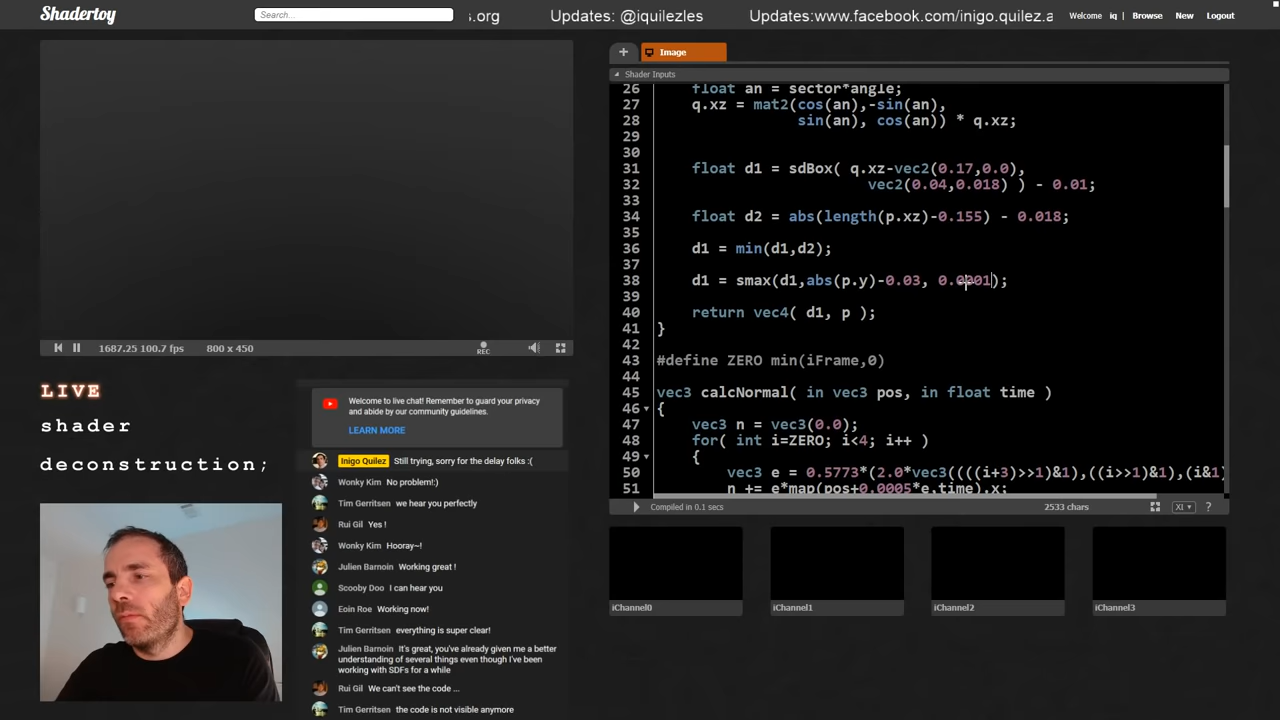 Shadertoy
Search...
s.org
Updates: @iquilezles
Updates:www.facebook.com/inigo.quilez.a
Welcome iq | Browse New Logout
+ Image
Shader Inputs
26 float an = sector*angle;
27 q.xz = mat2(cos(an),-sin(an),
28 sin(an), cos(an)) * q.xz;
29
30
31 float d1 = sdBox( q.xz-vec2(0.17,0.0),
32 vec2(0.04,0.018) ) - 0.01;
33
34 float d2 = abs(length(p.xz)-0.155) - 0.018;
35
36 d1 = min(d1,d2);
37
38 d1 = smax(d1,abs(p.y)-0.03, 0.0001);
39
40 return vec4( d1, p );
41 }
42
43 #define ZERO min(iFrame,0)
44
45 vec3 calcNormal( in vec3 pos, in float time )
46 {
47 vec3 n = vec3(0.0);
48 for( int i=ZERO; i<4; i++ )
49 {
50 vec3 e = 0.5773*(2.0*vec3((((i+3)>>1)&1),((i>>1)&1),(i&1)
51 n += e*map(pos+0.0005*e,time).x;
1687.25 100.7 fps 800 x 450
REC
Compiled in 0.1 secs
2533 chars
XI ?
LIVE
shader
deconstruction;
Welcome to live chat! Remember to guard your privacy
and abide by our community guidelines.
LEARN MORE
Inigo Quilez Still trying, sorry for the delay folks :(
Wonky Kim No problem!:)
Tim Gerritsen we hear you perfectly
Rui Gil Yes !
Wonky Kim Hooray~!
Julien Barnoin Working great !
Scooby Doo I can hear you
Eoin Roe Working now!
Tim Gerritsen everything is super clear!
Julien Barnoin It's great, you've already given me a better
understanding of several things even though I've been
working with SDFs for a while
Rui Gil We can't see the code ...
Tim Gerritsen the code is not visible anymore
iChannel0
iChannel1
iChannel2
iChannel3